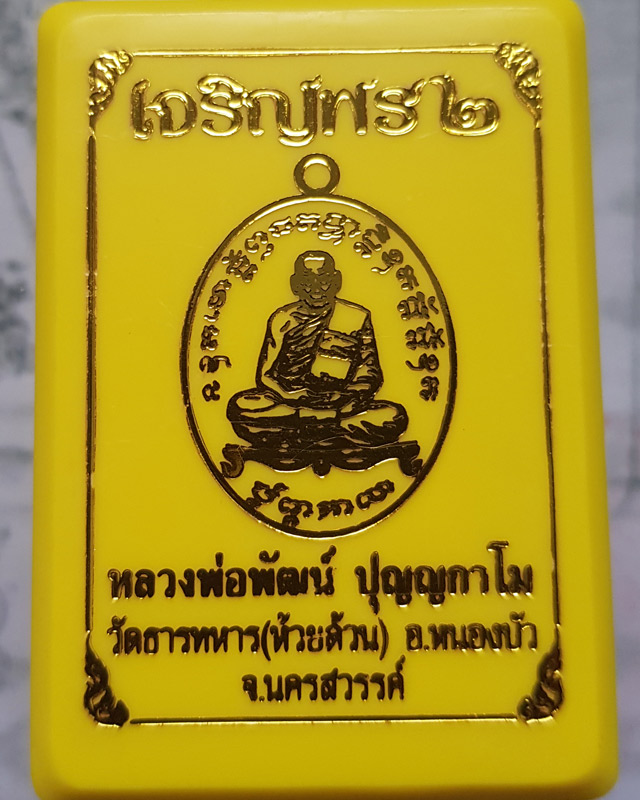 เจริญพร ๒
หลวงพ่อพัฒน์ ปุญญกาโม
วัดธารทหาร(ห้วยด้วน) อ.หนองบัว
จ.นครสวรรค์